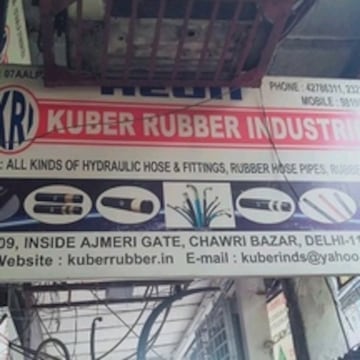 07AALP
PHONE : 42786311, 232
MOBILE : 9810
KRI KUBER RUBBER INDUSTRI
: ALL KINDS OF HYDRAULIC HOSE & FITTINGS, RUBBER HOSE PIPES, RUBBE
09, INSIDE AJMERI GATE, CHAWRI BAZAR, DELHI-11
Website : kuberrubber.in E-mail : kuberinds@yahoo